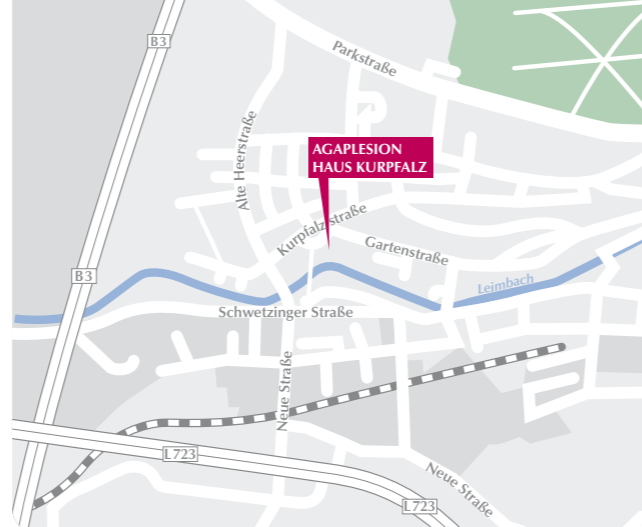 B3
Parkstraße
Alte Heerstraße
AGAPLESION
HAUS KURPFALZ
Kurpfalzstraße
Gartenstraße
B3
Leimbach
Schwetzinger Straße
Neue Straße
L723
Neue Straße
L723